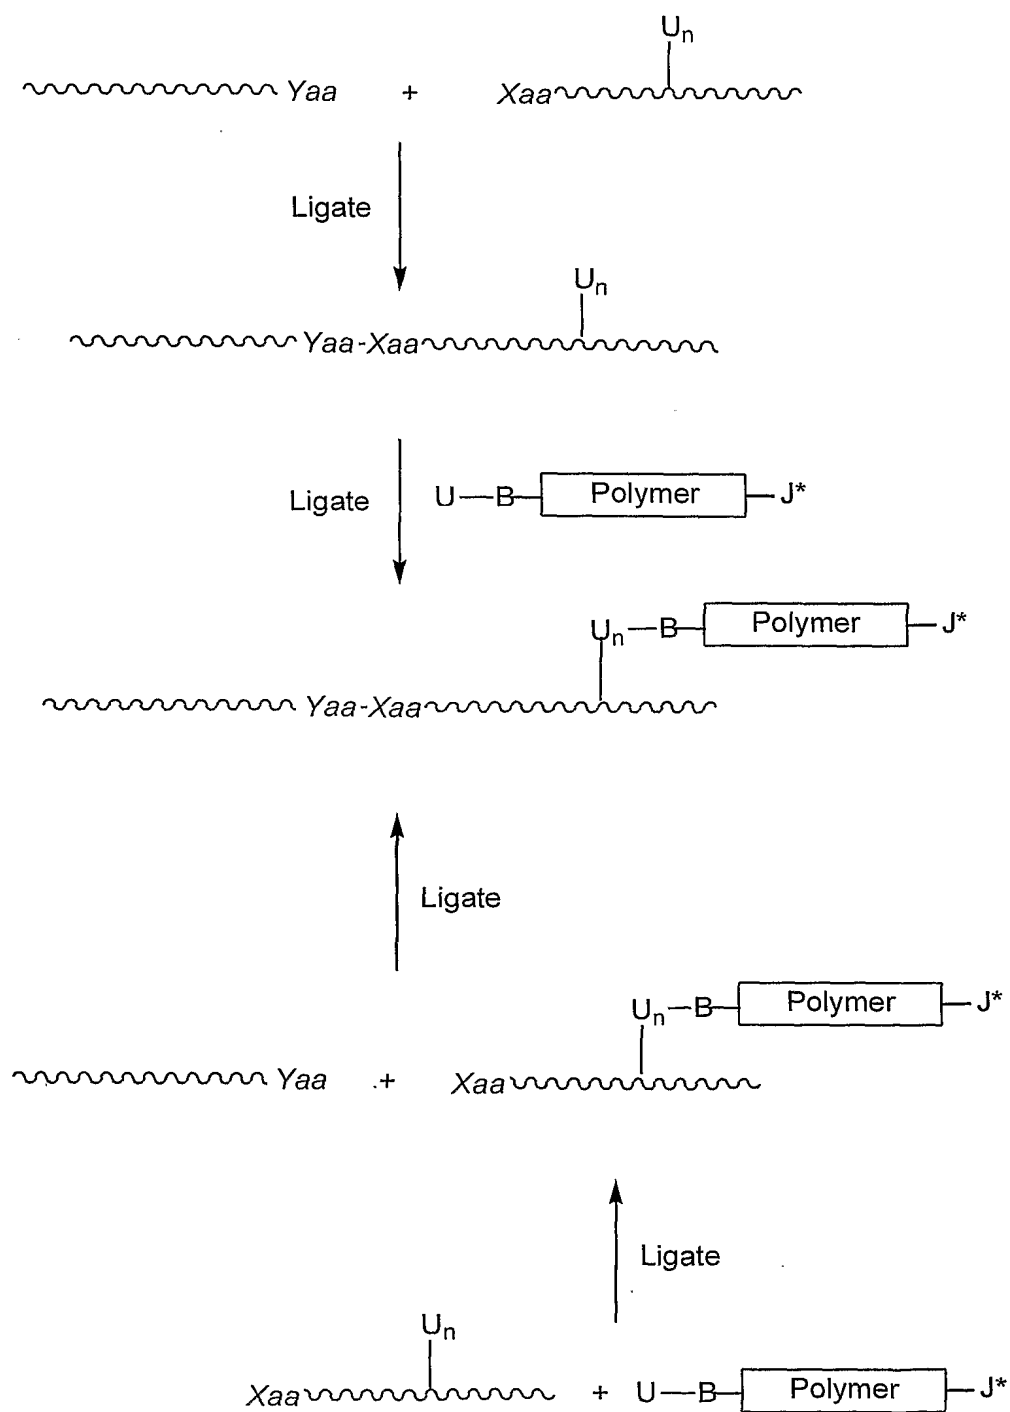 Un
Yaa + Xaa
Ligate
Un
Yaa-Xaa
Ligate U—B—Polymer—J*
Un—B—Polymer—J*
Yaa-Xaa
Ligate
Un—B—Polymer—J*
Yaa + Xaa
Ligate
Un
Xaa + U—B—Polymer—J*